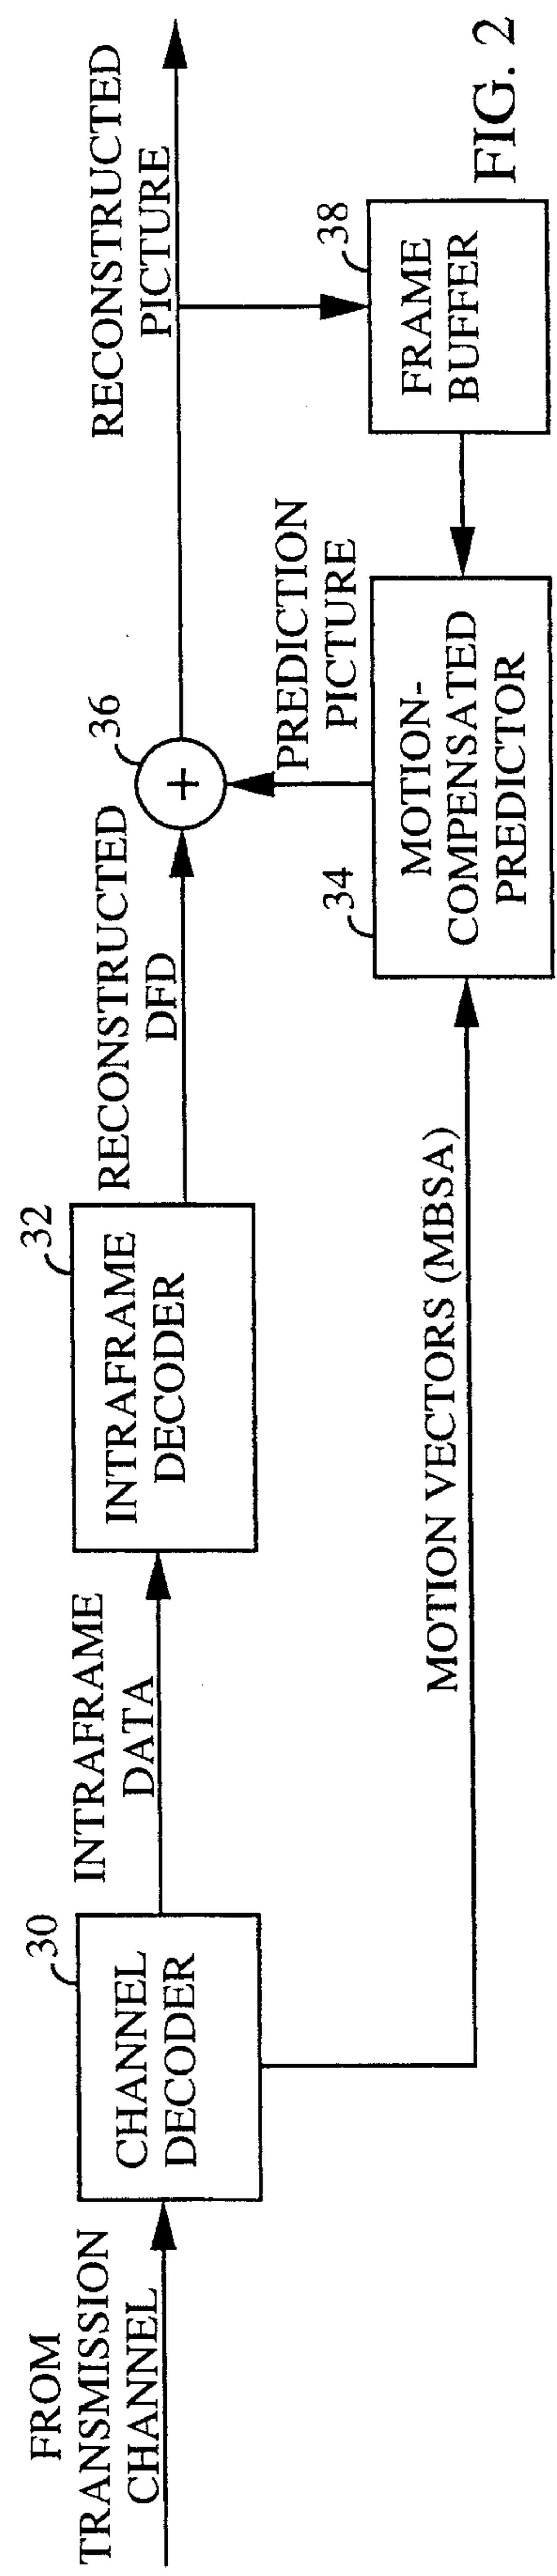 FROM
TRANSMISSION
CHANNEL
30
CHANNEL
DECODER
INTRAFRAME
DATA
32
INTRAFRAME
DECODER
RECONSTRUCTED
DFD
36
+
RECONSTRUCTED
PICTURE
MOTION VECTORS (MBSA)
34
MOTION-
COMPENSATED
PREDICTOR
PREDICTION
PICTURE
38
FRAME
BUFFER
FIG. 2